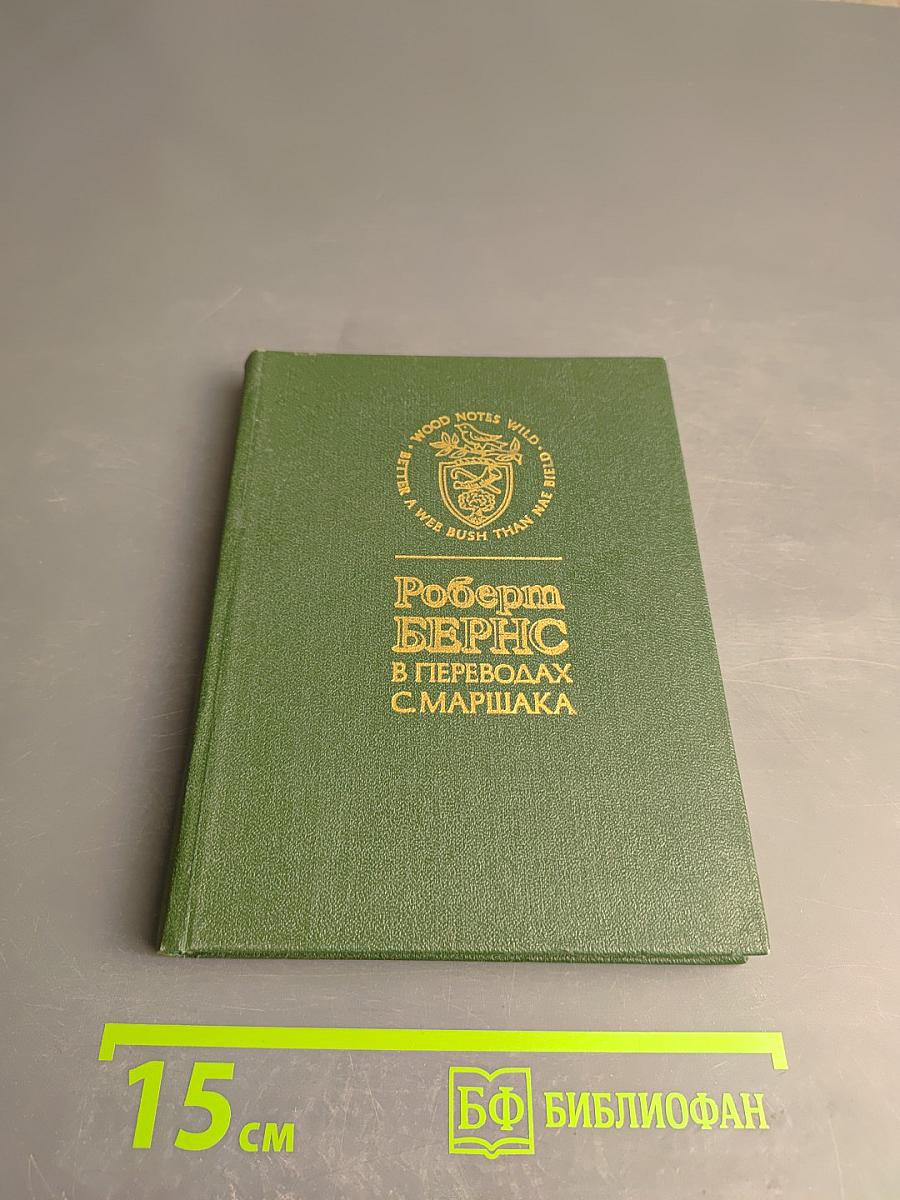 · WOOD NOTES WILD ·
BETTER A WEE BUSH THAN NAE BIELD
Роберт
БЕРНС
В ПЕРЕВОДАХ
С. МАРШАКА
15 см
БФ БИБЛИОФАН